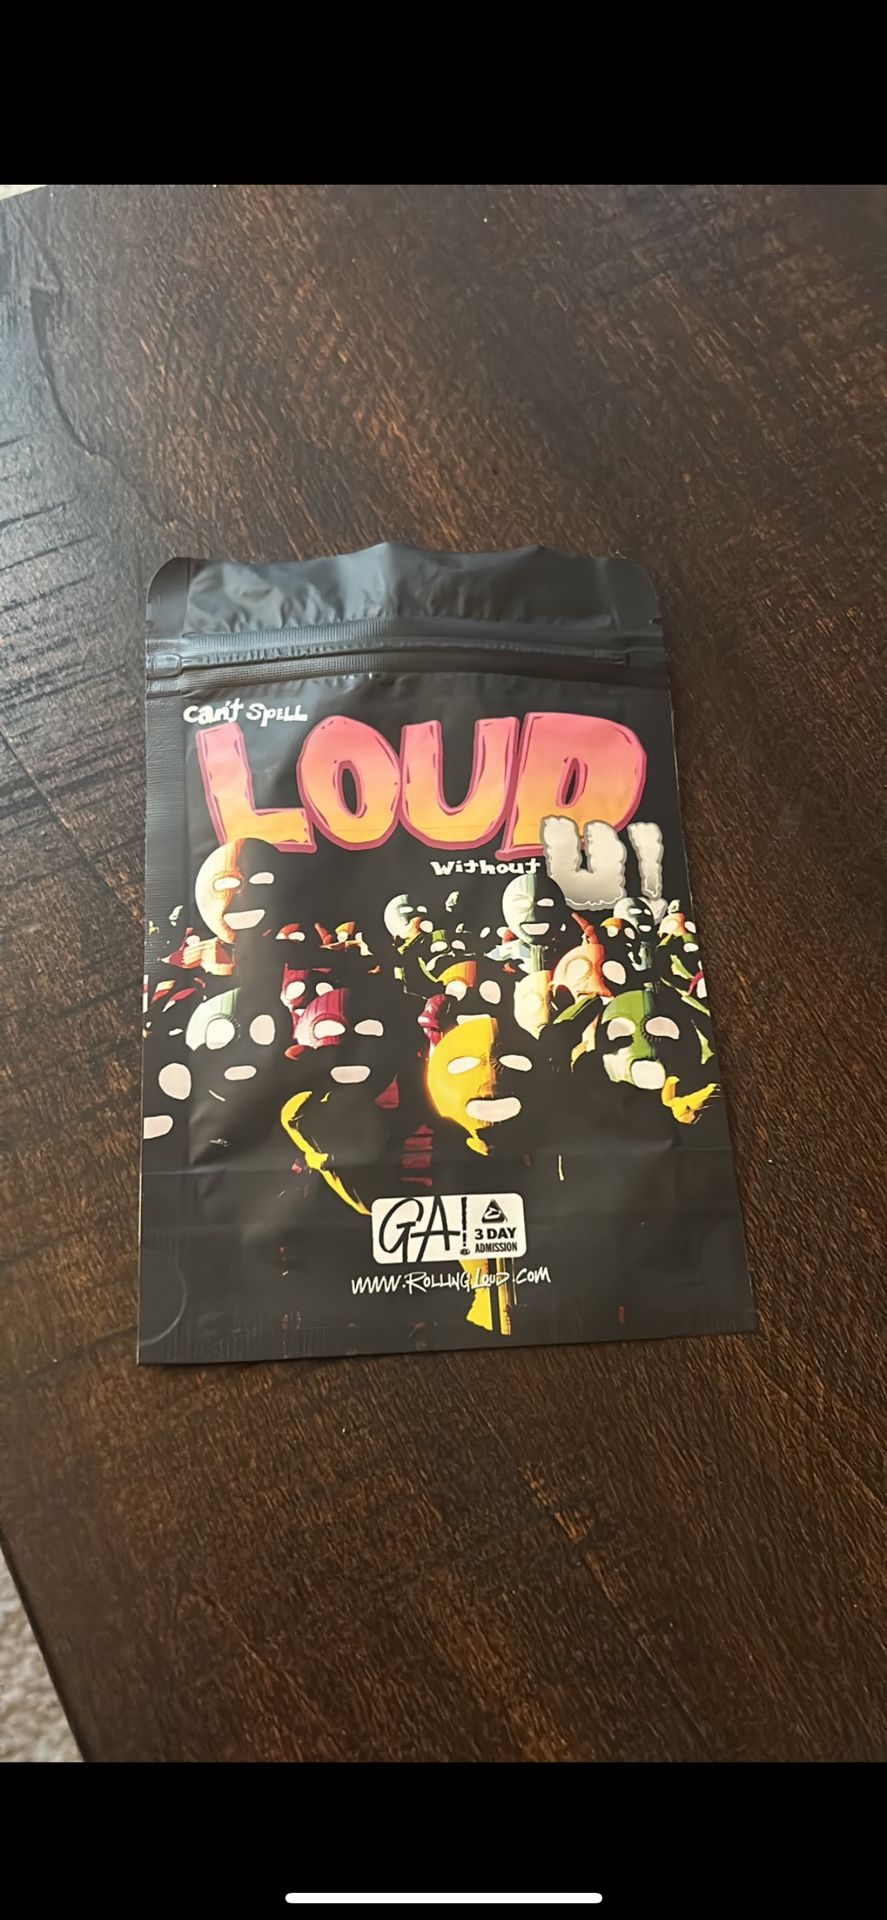 can't SpELL
LOUD
Without U!
GA! 3 DAY
ADMISSION
WWW.ROLLINGLOUD.COM